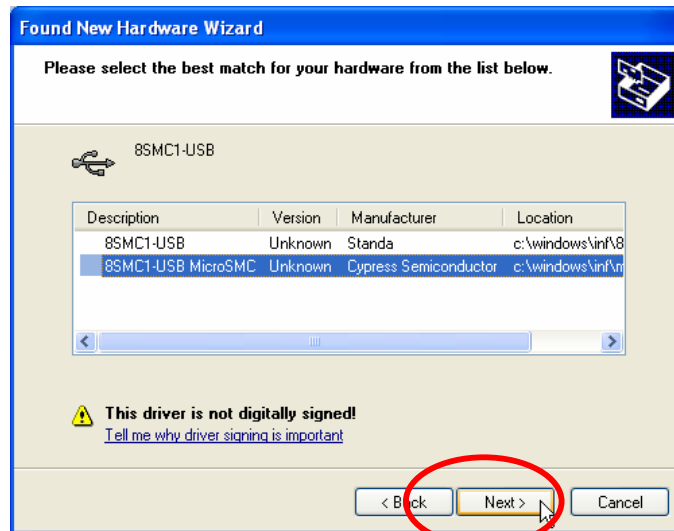 Found New Hardware Wizard
Please select the best match for your hardware from the list below.
8SMC1-USB
Description Version Manufacturer Location
8SMC1-USB Unknown Standa c:\windows\inf\8
8SMC1-USB MicroSMC Unknown Cypress Semiconductor c:\windows\inf\m
This driver is not digitally signed!
Tell me why driver signing is important
< Back Next > Cancel